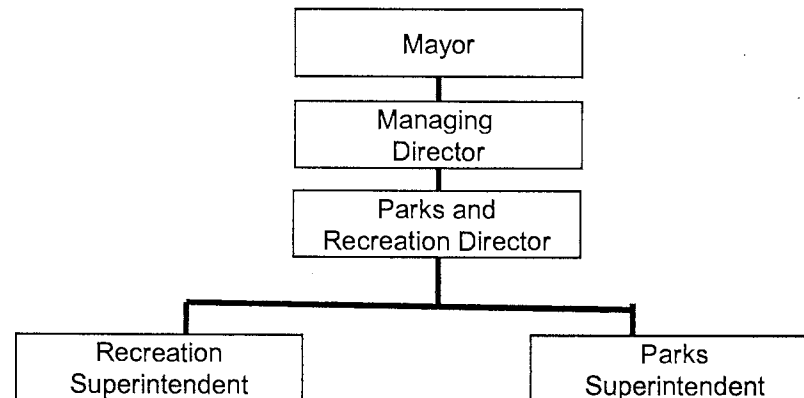 Mayor
Managing
Director
Parks and
Recreation Director
Recreation
Superintendent
Parks
Superintendent